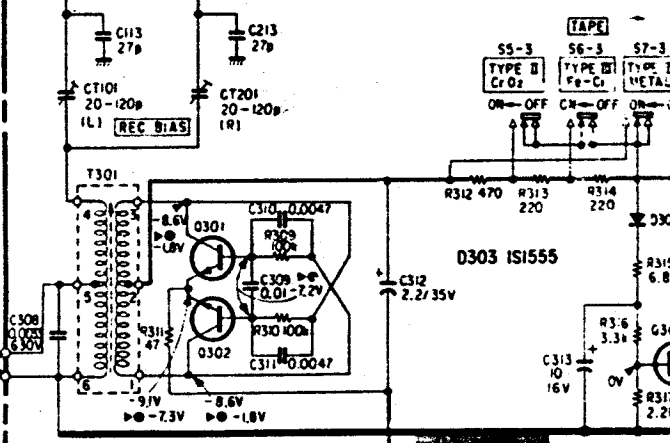 C113
27p
C213
27p
TAPE
S5-3
S6-3
S7-3
TYPE II
CrO2
TYPE III
Fe-Cr
METAL
ON
OFF
OFF
ON
CT101
20-120p
(L)
REC BIAS
CT201
20-120p
(R)
T301
4
3
5
2
6
1
-8.6V
-1.8V
Q301
C310
0.0047
R309
100k
C309
0.01
-7.2V
R310 100k
C311
0.0047
R311
47
Q302
-9.1V
-7.3V
-8.6V
-1.8V
C308
630V
R312 470
R313
220
R314
220
D303 1S1555
C312
2.2/35V
+
C313
10
16V
+
R316
3.3k
0V